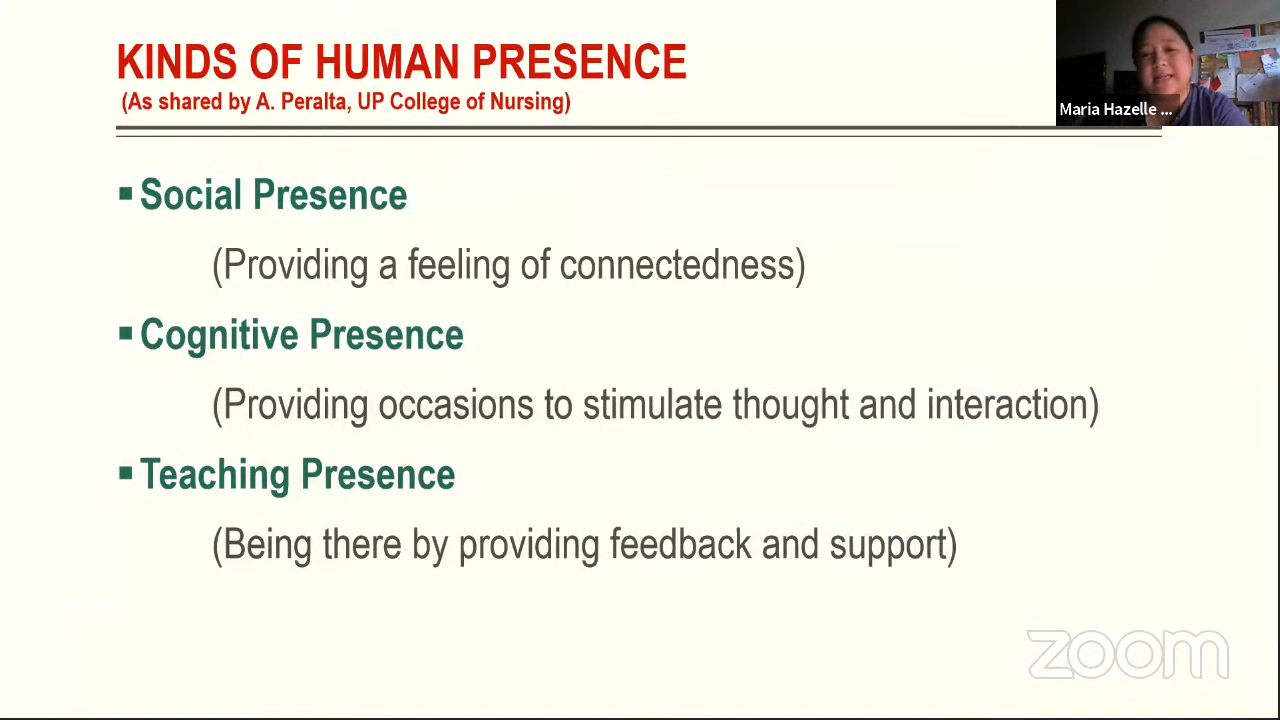 KINDS OF HUMAN PRESENCE
(As shared by A. Peralta, UP College of Nursing)
Maria Hazelle ...
▪ Social Presence
(Providing a feeling of connectedness)
▪ Cognitive Presence
(Providing occasions to stimulate thought and interaction)
▪ Teaching Presence
(Being there by providing feedback and support)
zoom